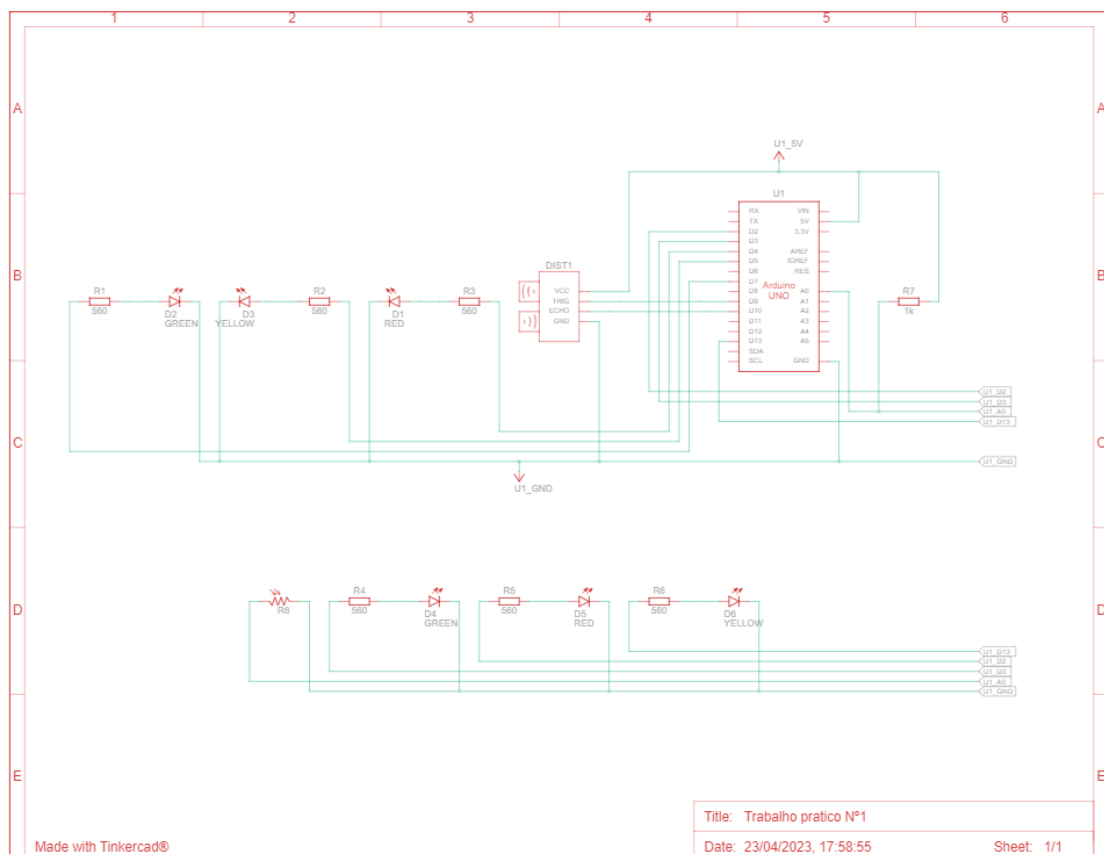 1 2 3 4 5 6
A A
U1_5V
U1
RX VIN
TX 5V
D2 3.3V
D3
D4 AREF
D5 IOREF
D6 RES
D7
D8 A0
D9 A1
D10 A2
D11 A3
D12 A4
D13 A5
SDA
SCL GND
Arduino
UNO
B B
DIST1
VCC
TRIG
ECHO
GND
R1
560
D2
GREEN
D3
YELLOW
R2
560
D1
RED
R3
560
R7
1k
U1_D2
U1_D3
U1_A0
U1_D13
C C
U1_GND
U1_GND
D D
R8
R4
560
D4
GREEN
R5
560
D5
RED
R6
560
D6
YELLOW
U1_D13
U1_D2
U1_D3
U1_A0
U1_GND
E E
Title: Trabalho pratico Nº1
Made with Tinkercad®
Date: 23/04/2023, 17:58:55 Sheet: 1/1